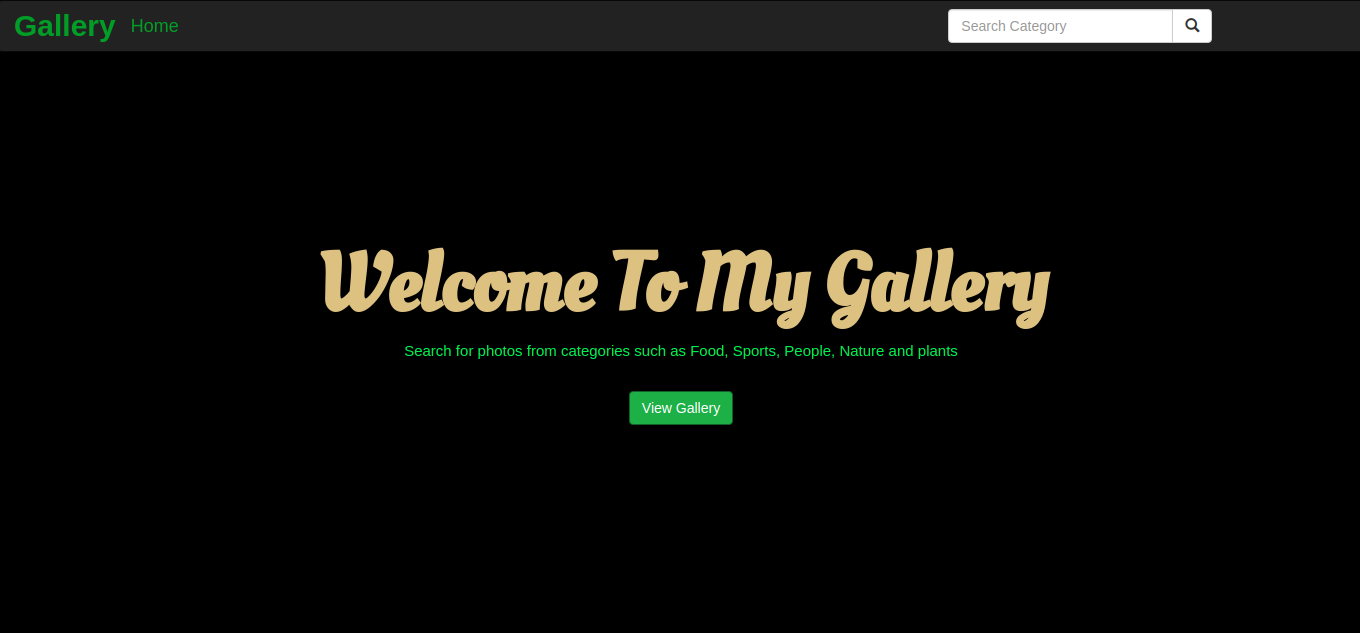 Gallery Home Search Category
Welcome To My Gallery
Search for photos from categories such as Food, Sports, People, Nature and plants
View Gallery